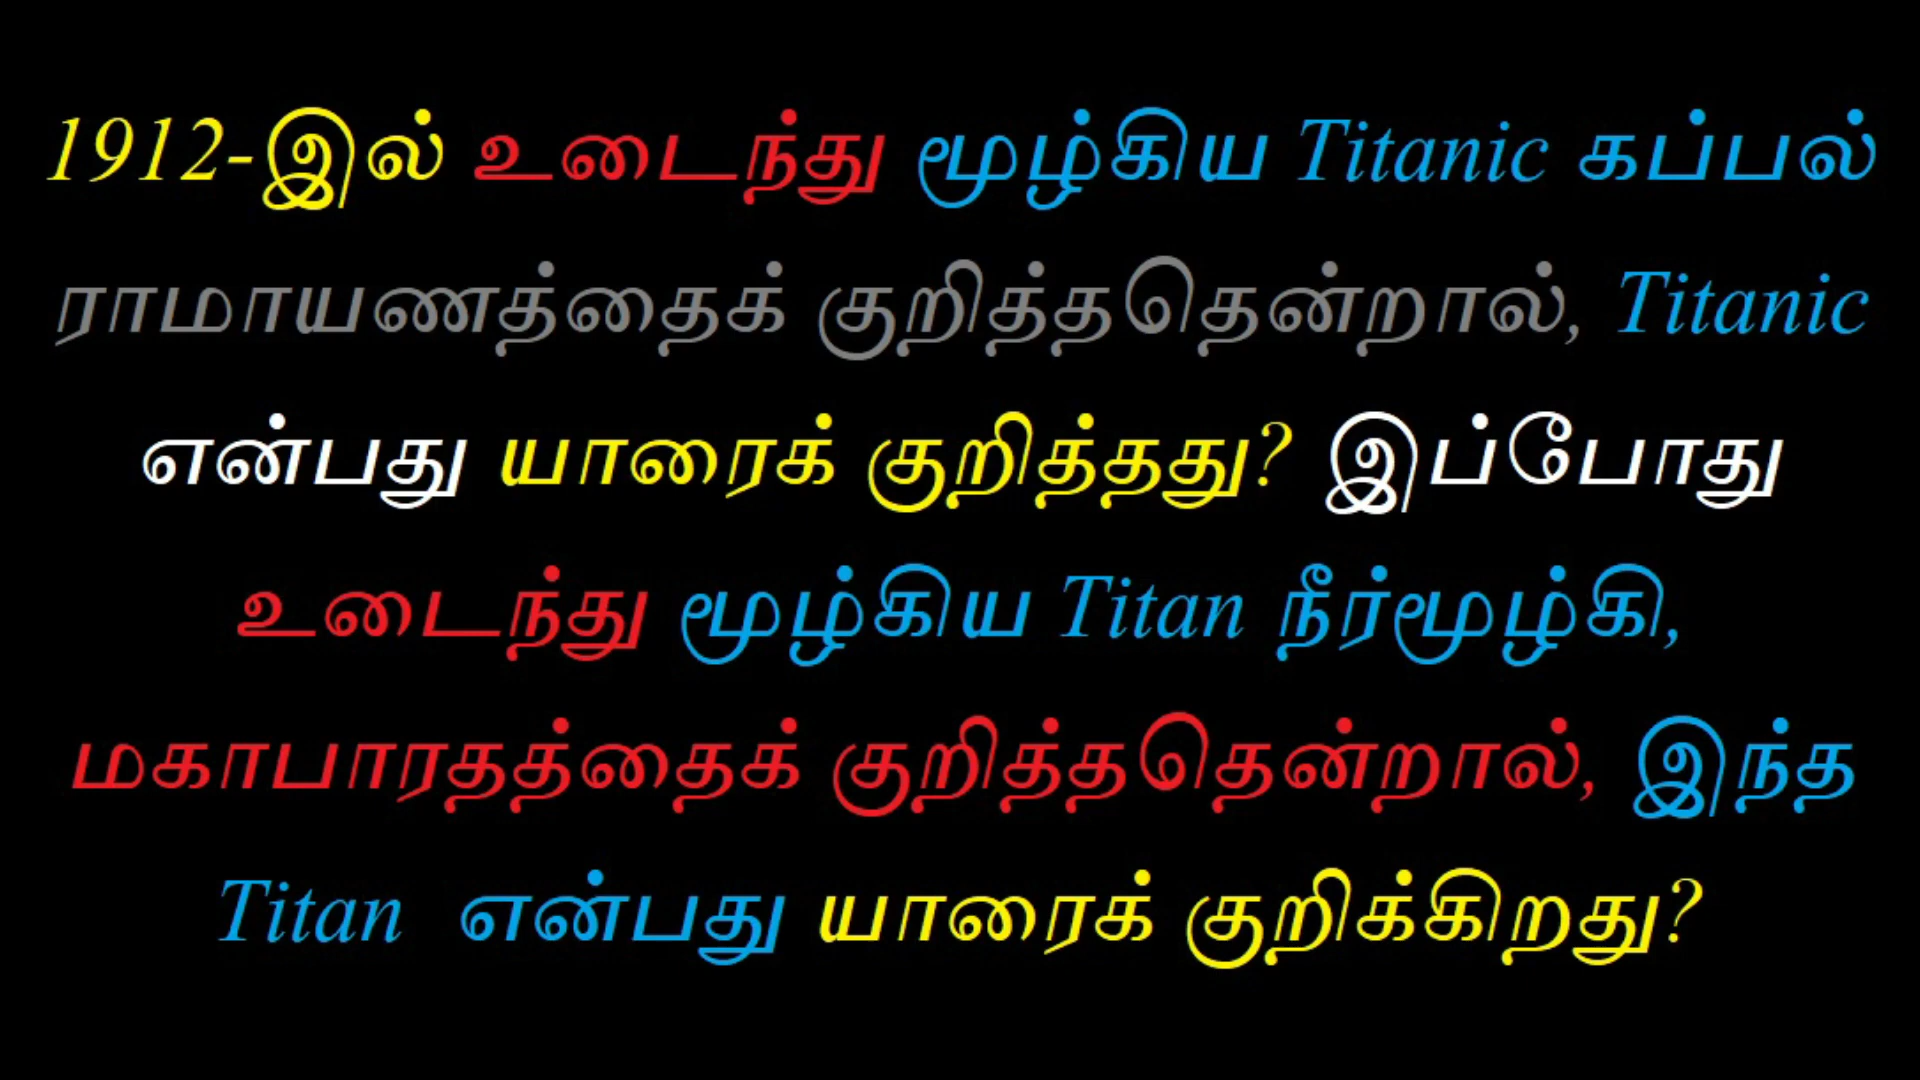 1912-இல் உடைந்து மூழ்கிய Titanic கப்பல்
ராமாயணத்தைக் குறித்ததென்றால், Titanic
என்பது யாரைக் குறித்தது? இப்போது
உடைந்து மூழ்கிய Titan நீர்மூழ்கி,
மகாபாரதத்தைக் குறித்ததென்றால், இந்த
Titan என்பது யாரைக் குறிக்கிறது?